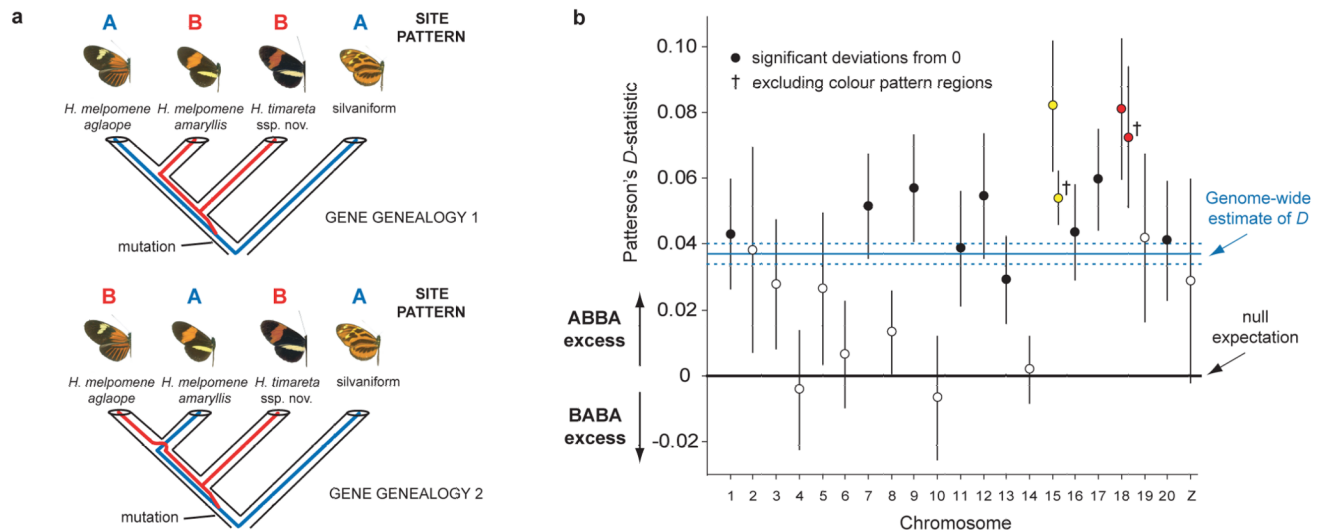 a
A B B A SITE
PATTERN
H. melpomene H. melpomene H. timareta silvaniform
aglaope amaryllis ssp. nov.
GENE GENEALOGY 1
mutation
B A B A SITE
PATTERN
H. melpomene H. melpomene H. timareta silvaniform
aglaope amaryllis ssp. nov.
GENE GENEALOGY 2
mutation
b
Patterson's D-statistic
0.10
0.08
0.06
0.04
0.02
0
-0.02
● significant deviations from 0
† excluding colour pattern regions
†
†
Genome-wide
estimate of D
null
expectation
ABBA
excess
BABA
excess
1 2 3 4 5 6 7 8 9 10 11 12 13 14 15 16 17 18 19 20 Z
Chromosome